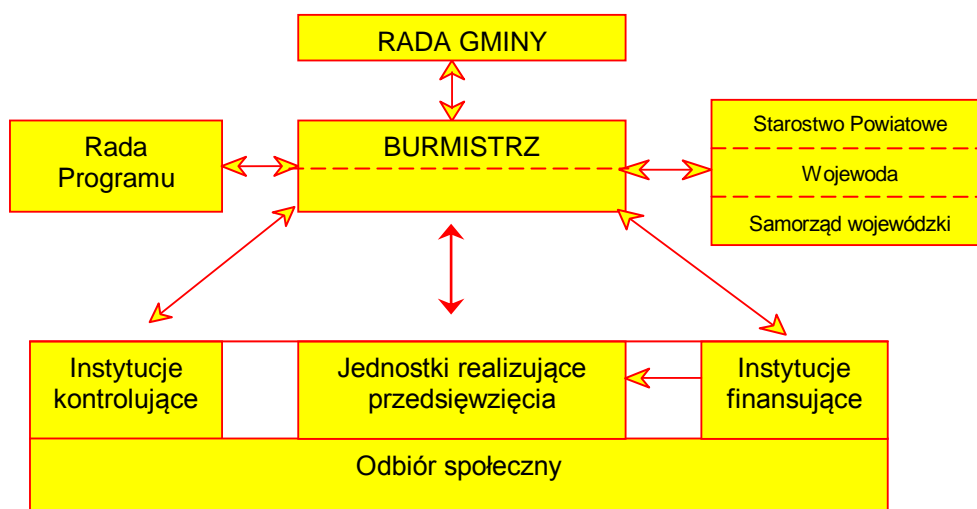 RADA GMINY
Rada
Programu
BURMISTRZ
Starostwo Powiatowe
Wojewoda
Samorząd wojewódzki
Instytucje
kontrolujące
Jednostki realizujące
przedsięwzięcia
Instytucje
finansujące
Odbiór społeczny